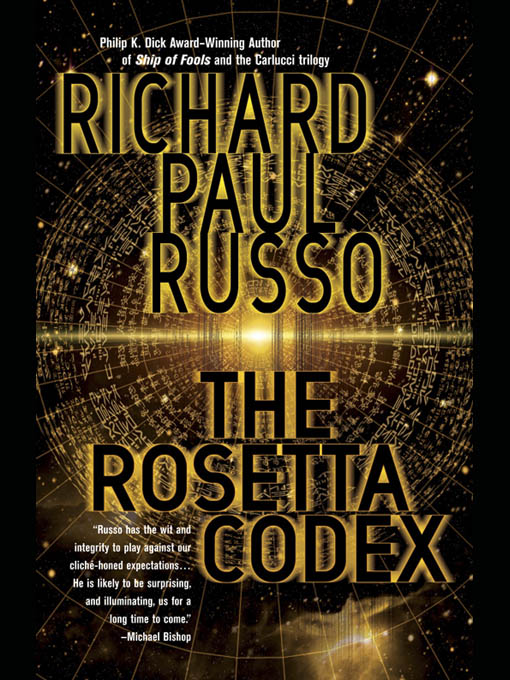 Philip K. Dick Award–Winning Author
of Ship of Fools and the Carlucci trilogy
RICHARD
PAUL
RUSSO
THE
ROSETTA
CODEX
“Russo has the wit and
integrity to play against our
cliché-honed expectations...
He is likely to be surprising,
and illuminating, us for a
long time to come.”
–Michael Bishop